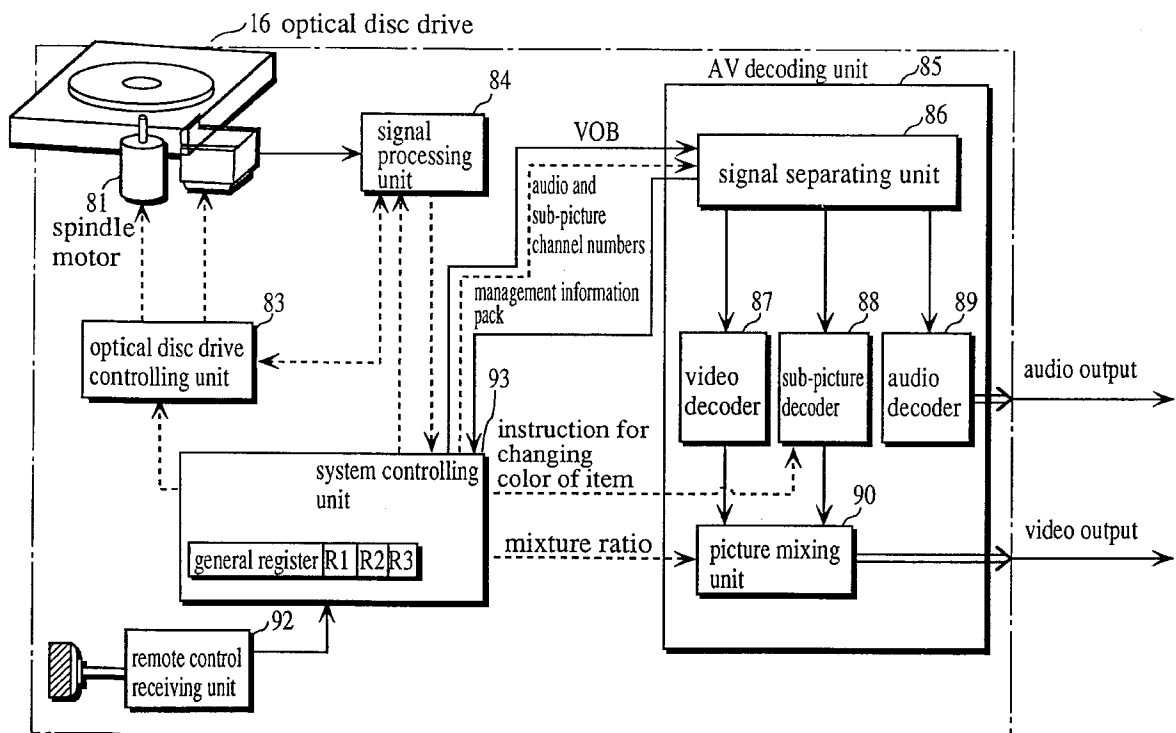 16 optical disc drive
AV decoding unit
85
84
signal
processing
unit
VOB
86
signal separating unit
81
spindle
motor
audio and
sub-picture
channel numbers
management information
pack
83
optical disc drive
controlling unit
87
video
decoder
88
sub-picture
decoder
89
audio
decoder
audio output
93
system controlling
unit
instruction for
changing
color of item
general register
R1
R2
R3
mixture ratio
90
picture mixing
unit
video output
92
remote control
receiving unit